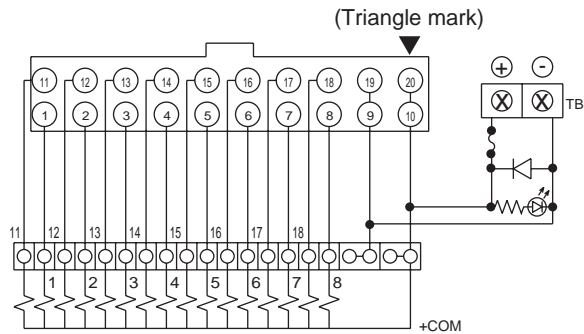 (Triangle mark)
11 12 13 14 15 16 17 18 19 20
1 2 3 4 5 6 7 8 9 10
+ -
X X TB
11 12 13 14 15 16 17 18
1 2 3 4 5 6 7 8
+COM